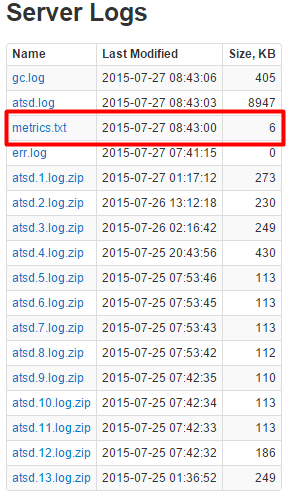 Server Logs
Name Last Modified Size, KB
gc.log 2015-07-27 08:43:06 405
atsd.log 2015-07-27 08:43:03 8947
metrics.txt 2015-07-27 08:43:00 6
err.log 2015-07-27 07:41:15 0
atsd.1.log.zip 2015-07-27 01:17:12 273
atsd.2.log.zip 2015-07-26 13:12:18 230
atsd.3.log.zip 2015-07-26 02:16:42 249
atsd.4.log.zip 2015-07-25 20:43:56 430
atsd.5.log.zip 2015-07-25 07:53:46 113
atsd.6.log.zip 2015-07-25 07:53:45 113
atsd.7.log.zip 2015-07-25 07:53:43 113
atsd.8.log.zip 2015-07-25 07:53:42 112
atsd.9.log.zip 2015-07-25 07:42:35 110
atsd.10.log.zip 2015-07-25 07:42:34 113
atsd.11.log.zip 2015-07-25 07:42:33 113
atsd.12.log.zip 2015-07-25 07:42:32 186
atsd.13.log.zip 2015-07-25 01:36:52 249